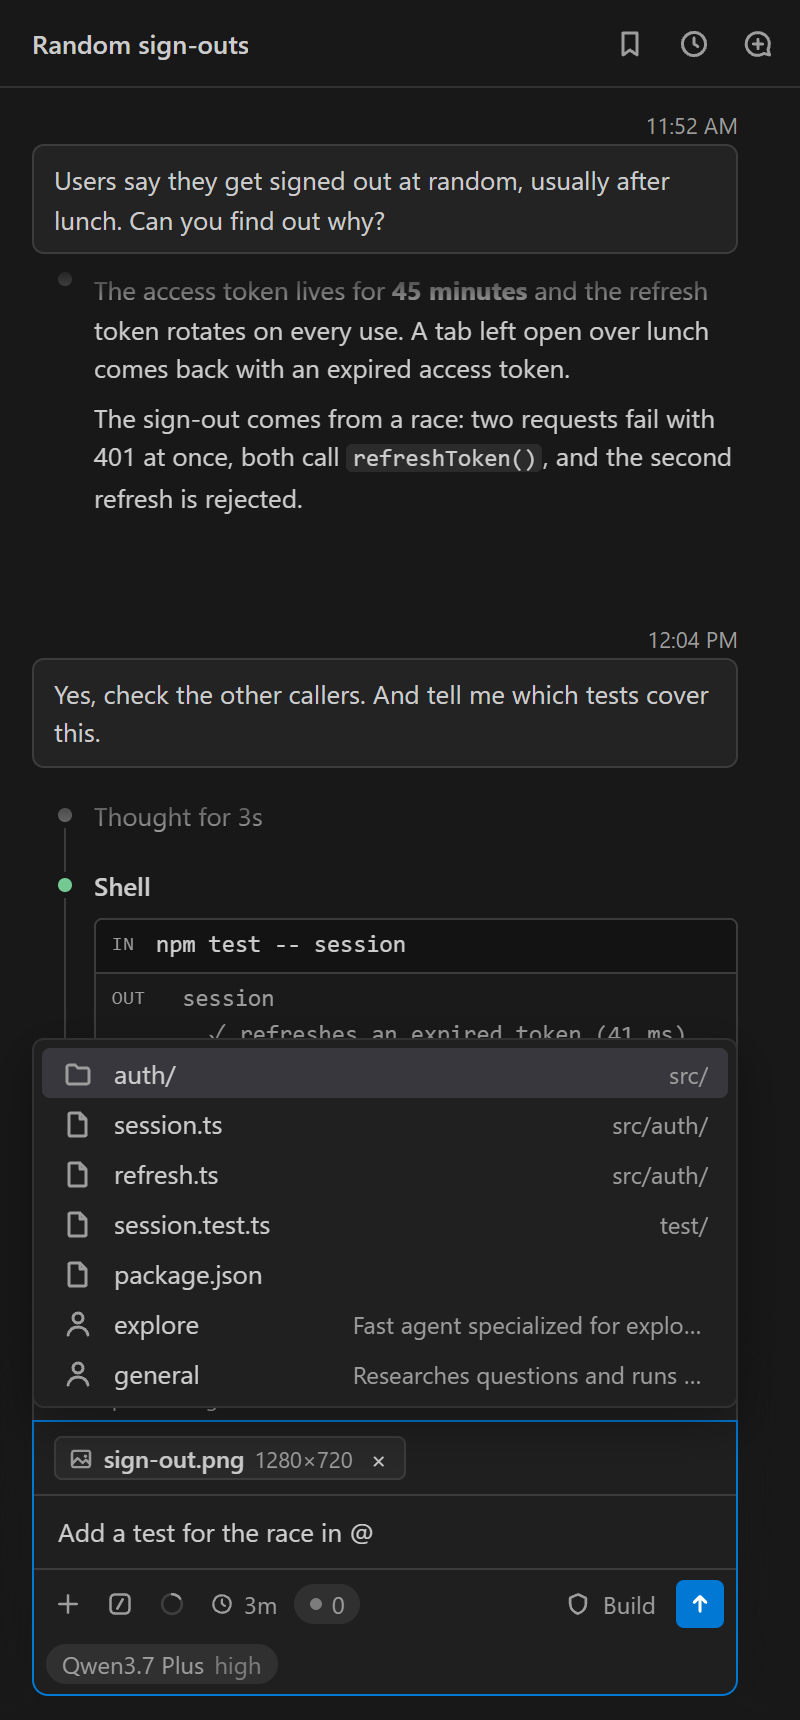 Random sign-outs
11:52 AM
Users say they get signed out at random, usually after
lunch. Can you find out why?
The access token lives for 45 minutes and the refresh
token rotates on every use. A tab left open over lunch
comes back with an expired access token.
The sign-out comes from a race: two requests fail with
401 at once, both call refreshToken(), and the second
refresh is rejected.
12:04 PM
Yes, check the other callers. And tell me which tests cover
this.
Thought for 3s
Shell
IN npm test -- session
OUT session
✓ refreshes an expired token (41 ms)
auth/ src/
session.ts src/auth/
refresh.ts src/auth/
session.test.ts test/
package.json
explore Fast agent specialized for explo...
general Researches questions and runs ...
sign-out.png 1280×720 ×
Add a test for the race in @
3m 0 Build
Qwen3.7 Plus high